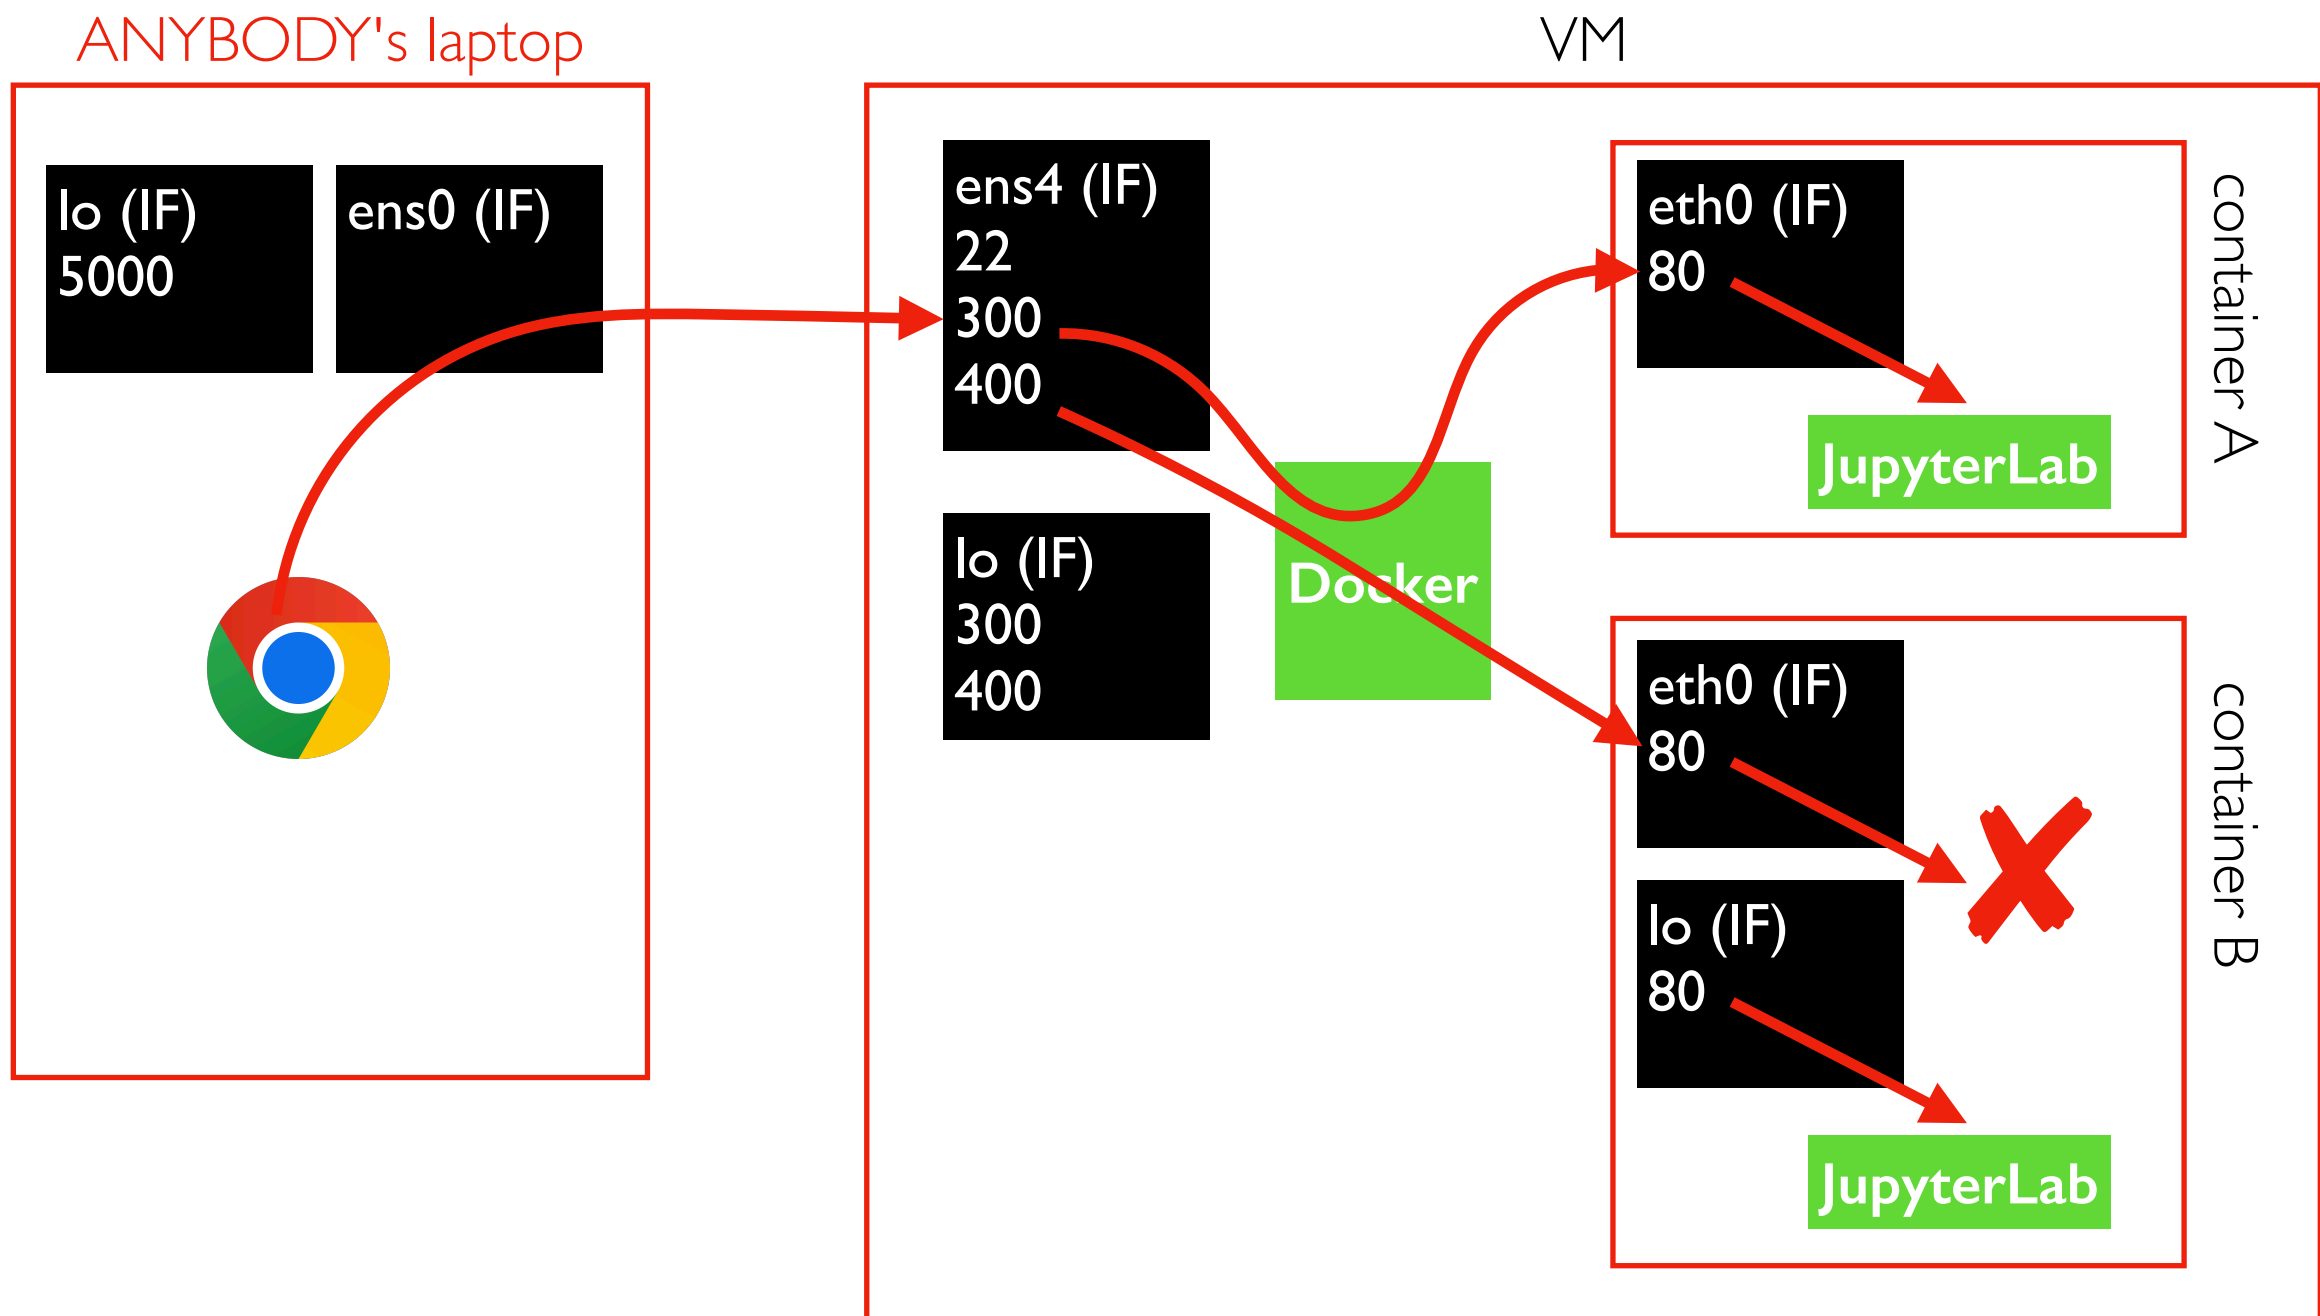 ANYBODY's laptop
lo (IF)
5000
ens0 (IF)
VM
ens4 (IF)
22
300
400
lo (IF)
300
400
Docker
eth0 (IF)
80
JupyterLab
container A
eth0 (IF)
80
lo (IF)
80
JupyterLab
container B